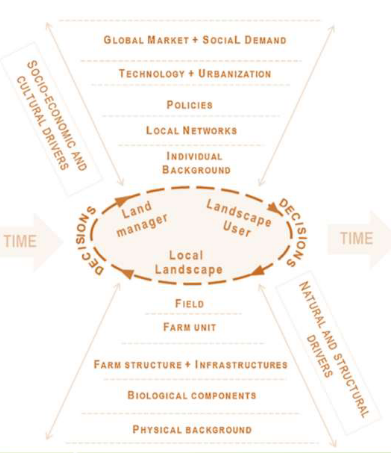 GLOBAL MARKET + SOCIAL DEMAND
TECHNOLOGY + URBANIZATION
POLICIES
LOCAL NETWORKS
INDIVIDUAL
BACKGROUND
SOCIO-ECONOMIC AND
CULTURAL DRIVERS
TIME
DECISIONS
Land
manager
Landscape
User
DECISIONS
Local
Landscape
TIME
FIELD
FARM UNIT
FARM STRUCTURE + INFRASTRUCTURES
BIOLOGICAL COMPONENTS
PHYSICAL BACKGROUND
NATURAL AND STRUCTURAL
DRIVERS